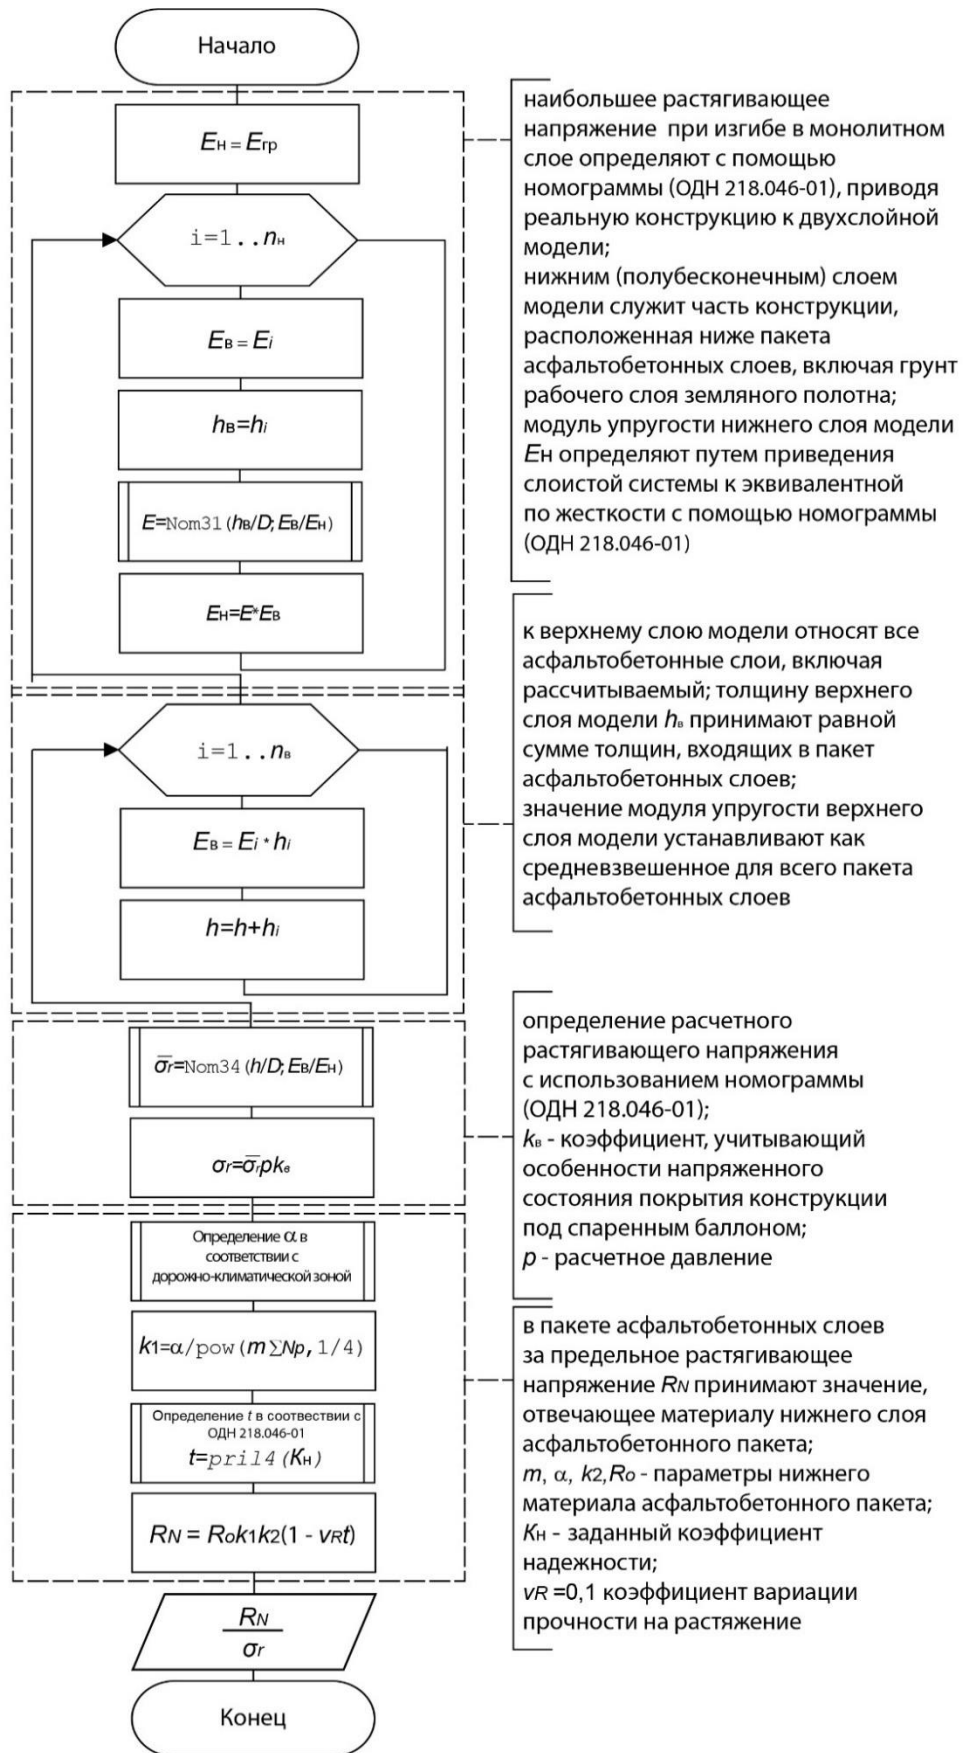 Начало
Eн = Eгр
i=1..nн
Eв = Ei
hв=hi
E=Nom31(hв/D; Eв/Eн)
Eн=E*Eв
наибольшее растягивающее
напряжение при изгибе в монолитном
слое определяют с помощью
номограммы (ОДН 218.046-01), приводя
реальную конструкцию к двухслойной
модели;
нижним (полубесконечным) слоем
модели служит часть конструкции,
расположенная ниже пакета
асфальтобетонных слоев, включая грунт
рабочего слоя земляного полотна;
модуль упругости нижнего слоя модели
Eн определяют путем приведения
слоистой системы к эквивалентной
по жесткости с помощью номограммы
(ОДН 218.046-01)
i=1..nв
Eв = Ei * hi
h=h+hi
к верхнему слою модели относят все
асфальтобетонные слои, включая
рассчитываемый; толщину верхнего
слоя модели hв принимают равной
сумме толщин, входящих в пакет
асфальтобетонных слоев;
значение модуля упругости верхнего
слоя модели устанавливают как
средневзвешенное для всего пакета
асфальтобетонных слоев
σ̅r=Nom34(h/D; Eв/Eн)
σr=σ̅rpkв
определение расчетного
растягивающего напряжения
с использованием номограммы
(ОДН 218.046-01);
kв - коэффициент, учитывающий
особенности напряженного
состояния покрытия конструкции
под спаренным баллоном;
p - расчетное давление
Определение α в
соответствии с
дорожно-климатической зоной
k1=α/pow(m∑Np, 1/4)
Определение t в соотвествии с
ОДН 218.046-01
t=pril4(Kн)
RN = Rok1k2(1 - vRt)
в пакете асфальтобетонных слоев
за предельное растягивающее
напряжение RN принимают значение,
отвечающее материалу нижнего слоя
асфальтобетонного пакета;
m, α, k2,Ro - параметры нижнего
материала асфальтобетонного пакета;
Kн - заданный коэффициент
надежности;
vR =0,1 коэффициент вариации
прочности на растяжение
RN
σr
Конец